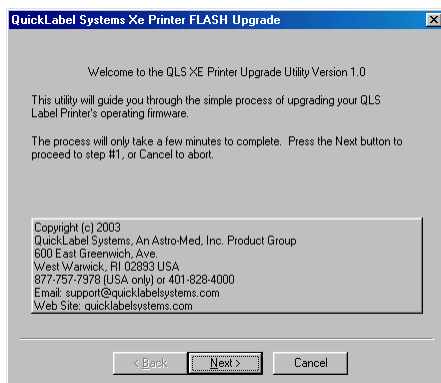 QuickLabel Systems Xe Printer FLASH Upgrade
Welcome to the QLS XE Printer Upgrade Utility Version 1.0
This utility will guide you through the simple process of upgrading your QLS
Label Printer's operating firmware.
The process will only take a few minutes to complete. Press the Next button to
proceed to step #1, or Cancel to abort.
Copyright (c) 2003
QuickLabel Systems, An Astro-Med, Inc. Product Group
600 East Greenwich, Ave.
West Warwick, RI 02893 USA
877-757-7978 (USA only) or 401-828-4000
Email: support@quicklabelsystems.com
Web Site: quicklabelsystems.com
< Back
Next >
Cancel